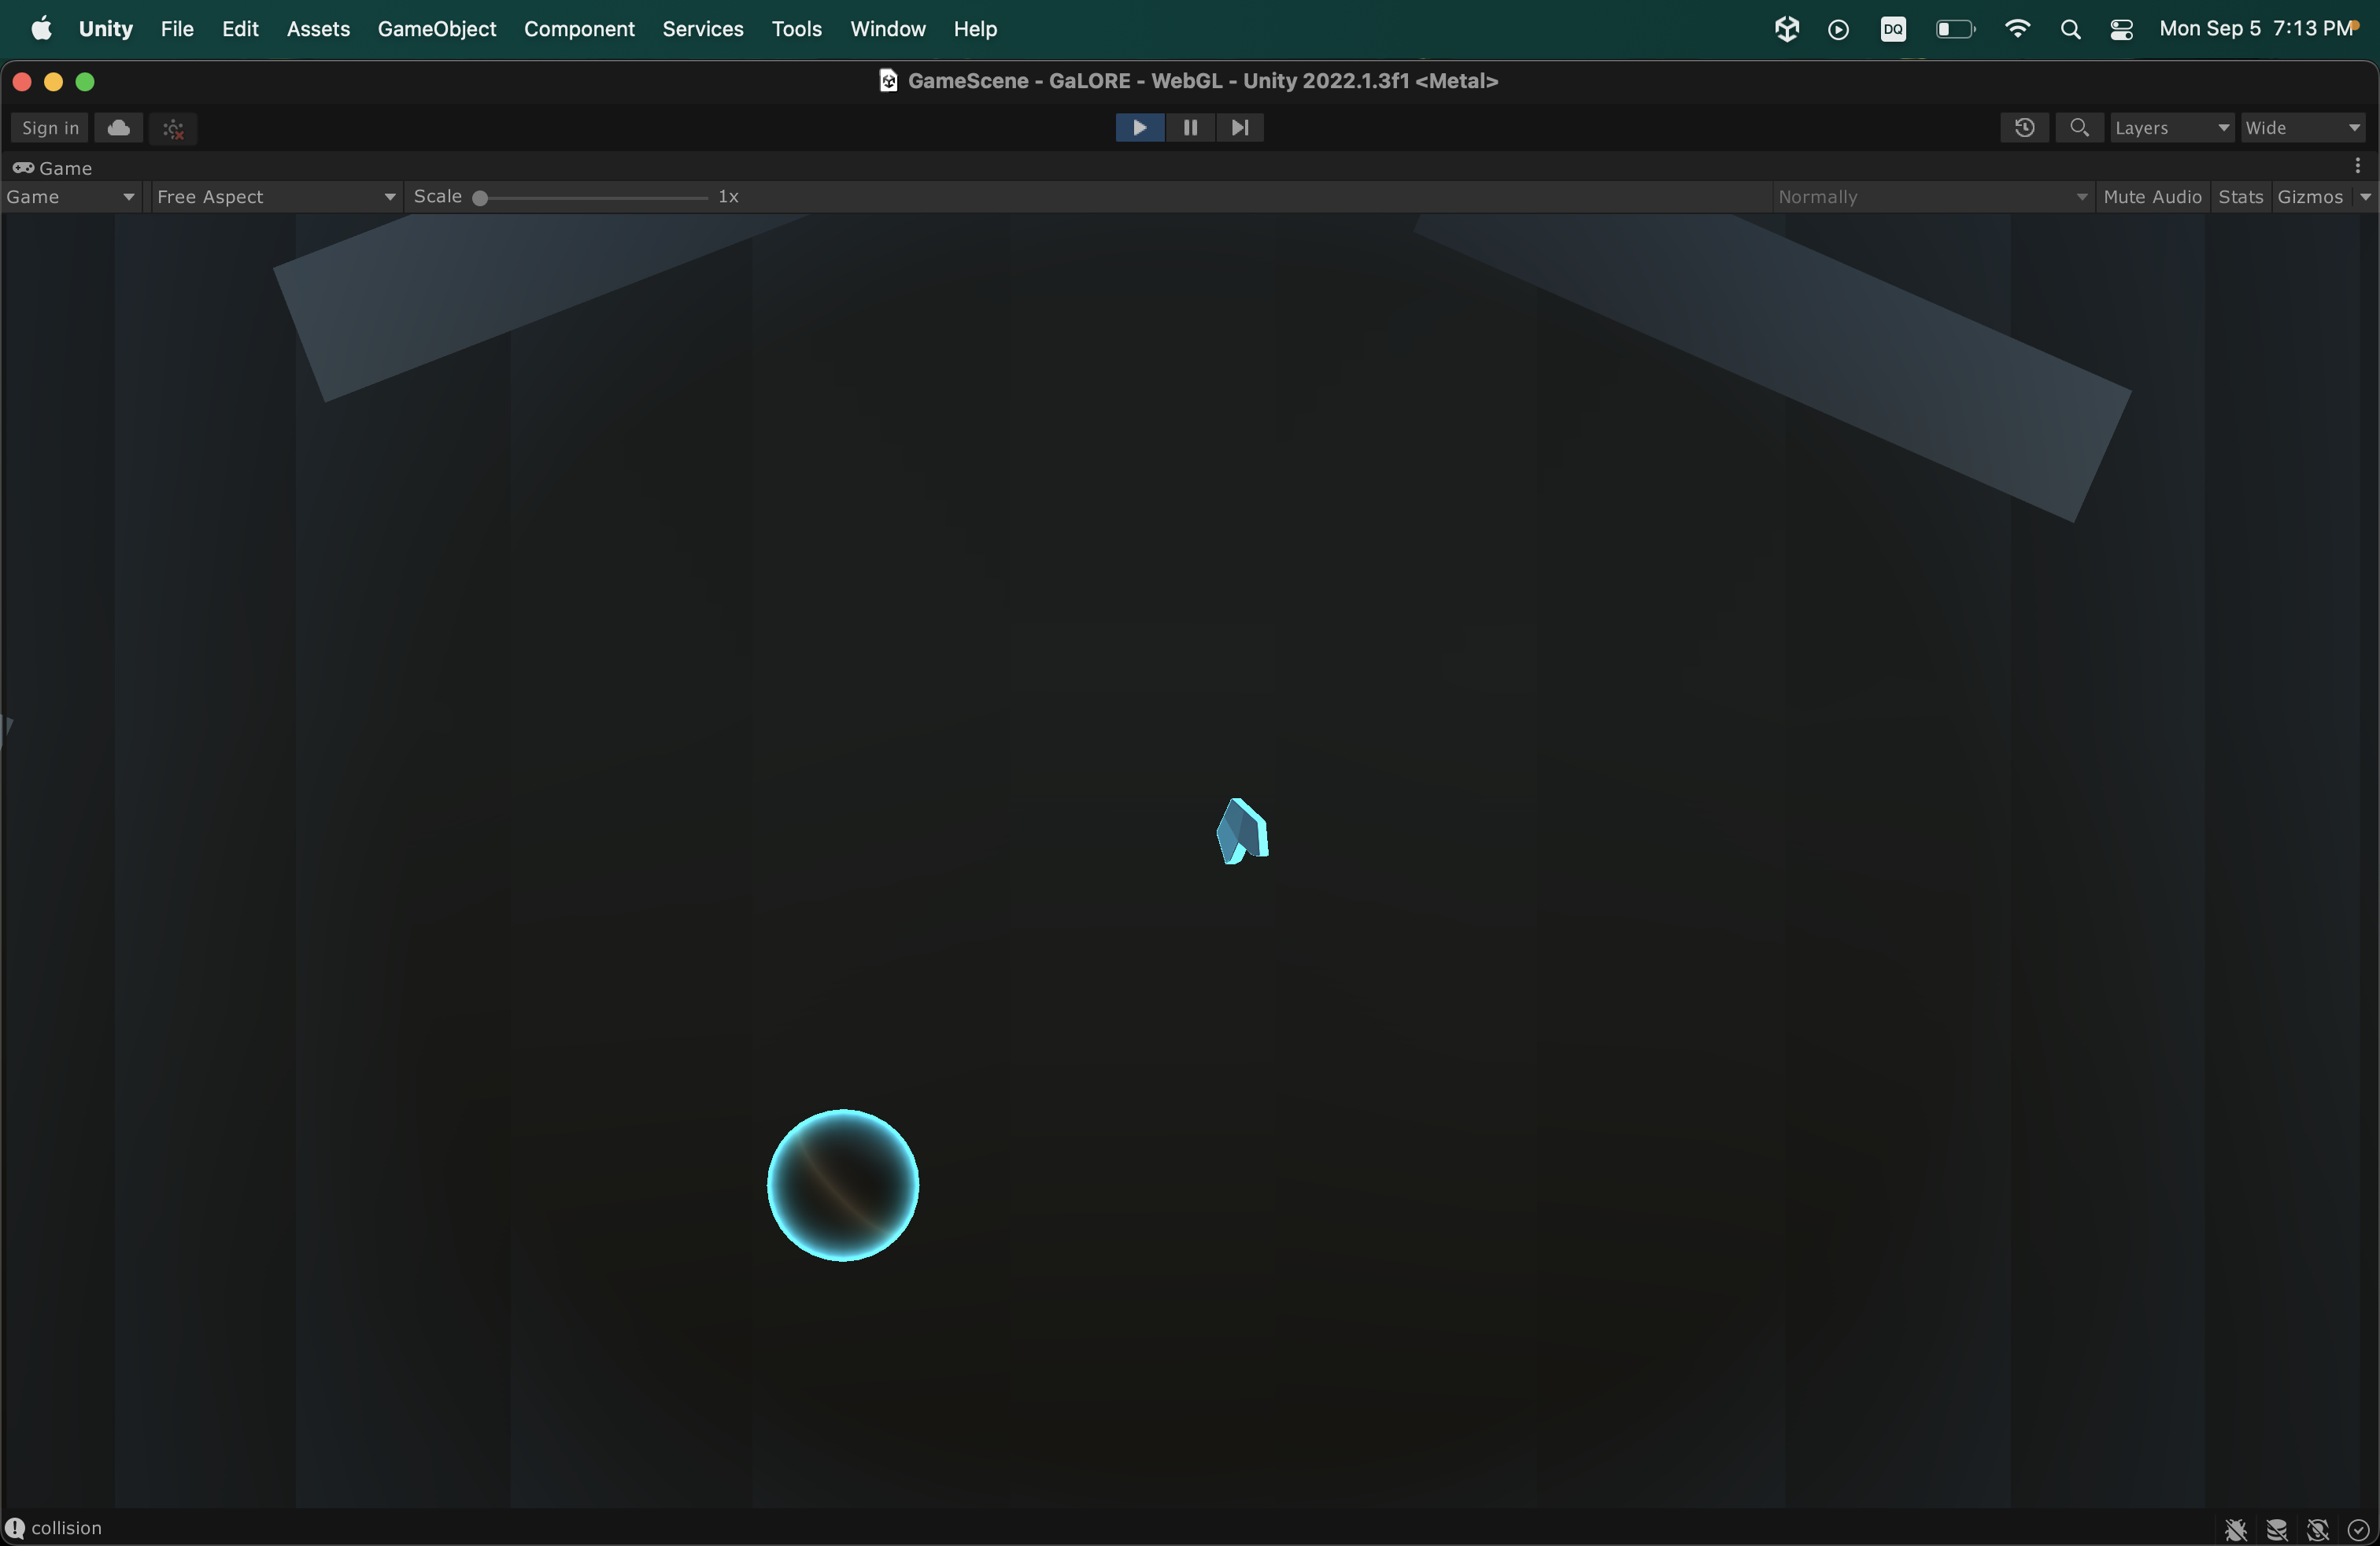 Unity File Edit Assets GameObject Component Services Tools Window Help DQ Mon Sep 5 7:13 PM
GameScene - GaLORE - WebGL - Unity 2022.1.3f1 <Metal>
Sign in Layers Wide
Game
Game Free Aspect Scale 1x Normally Mute Audio Stats Gizmos
collision